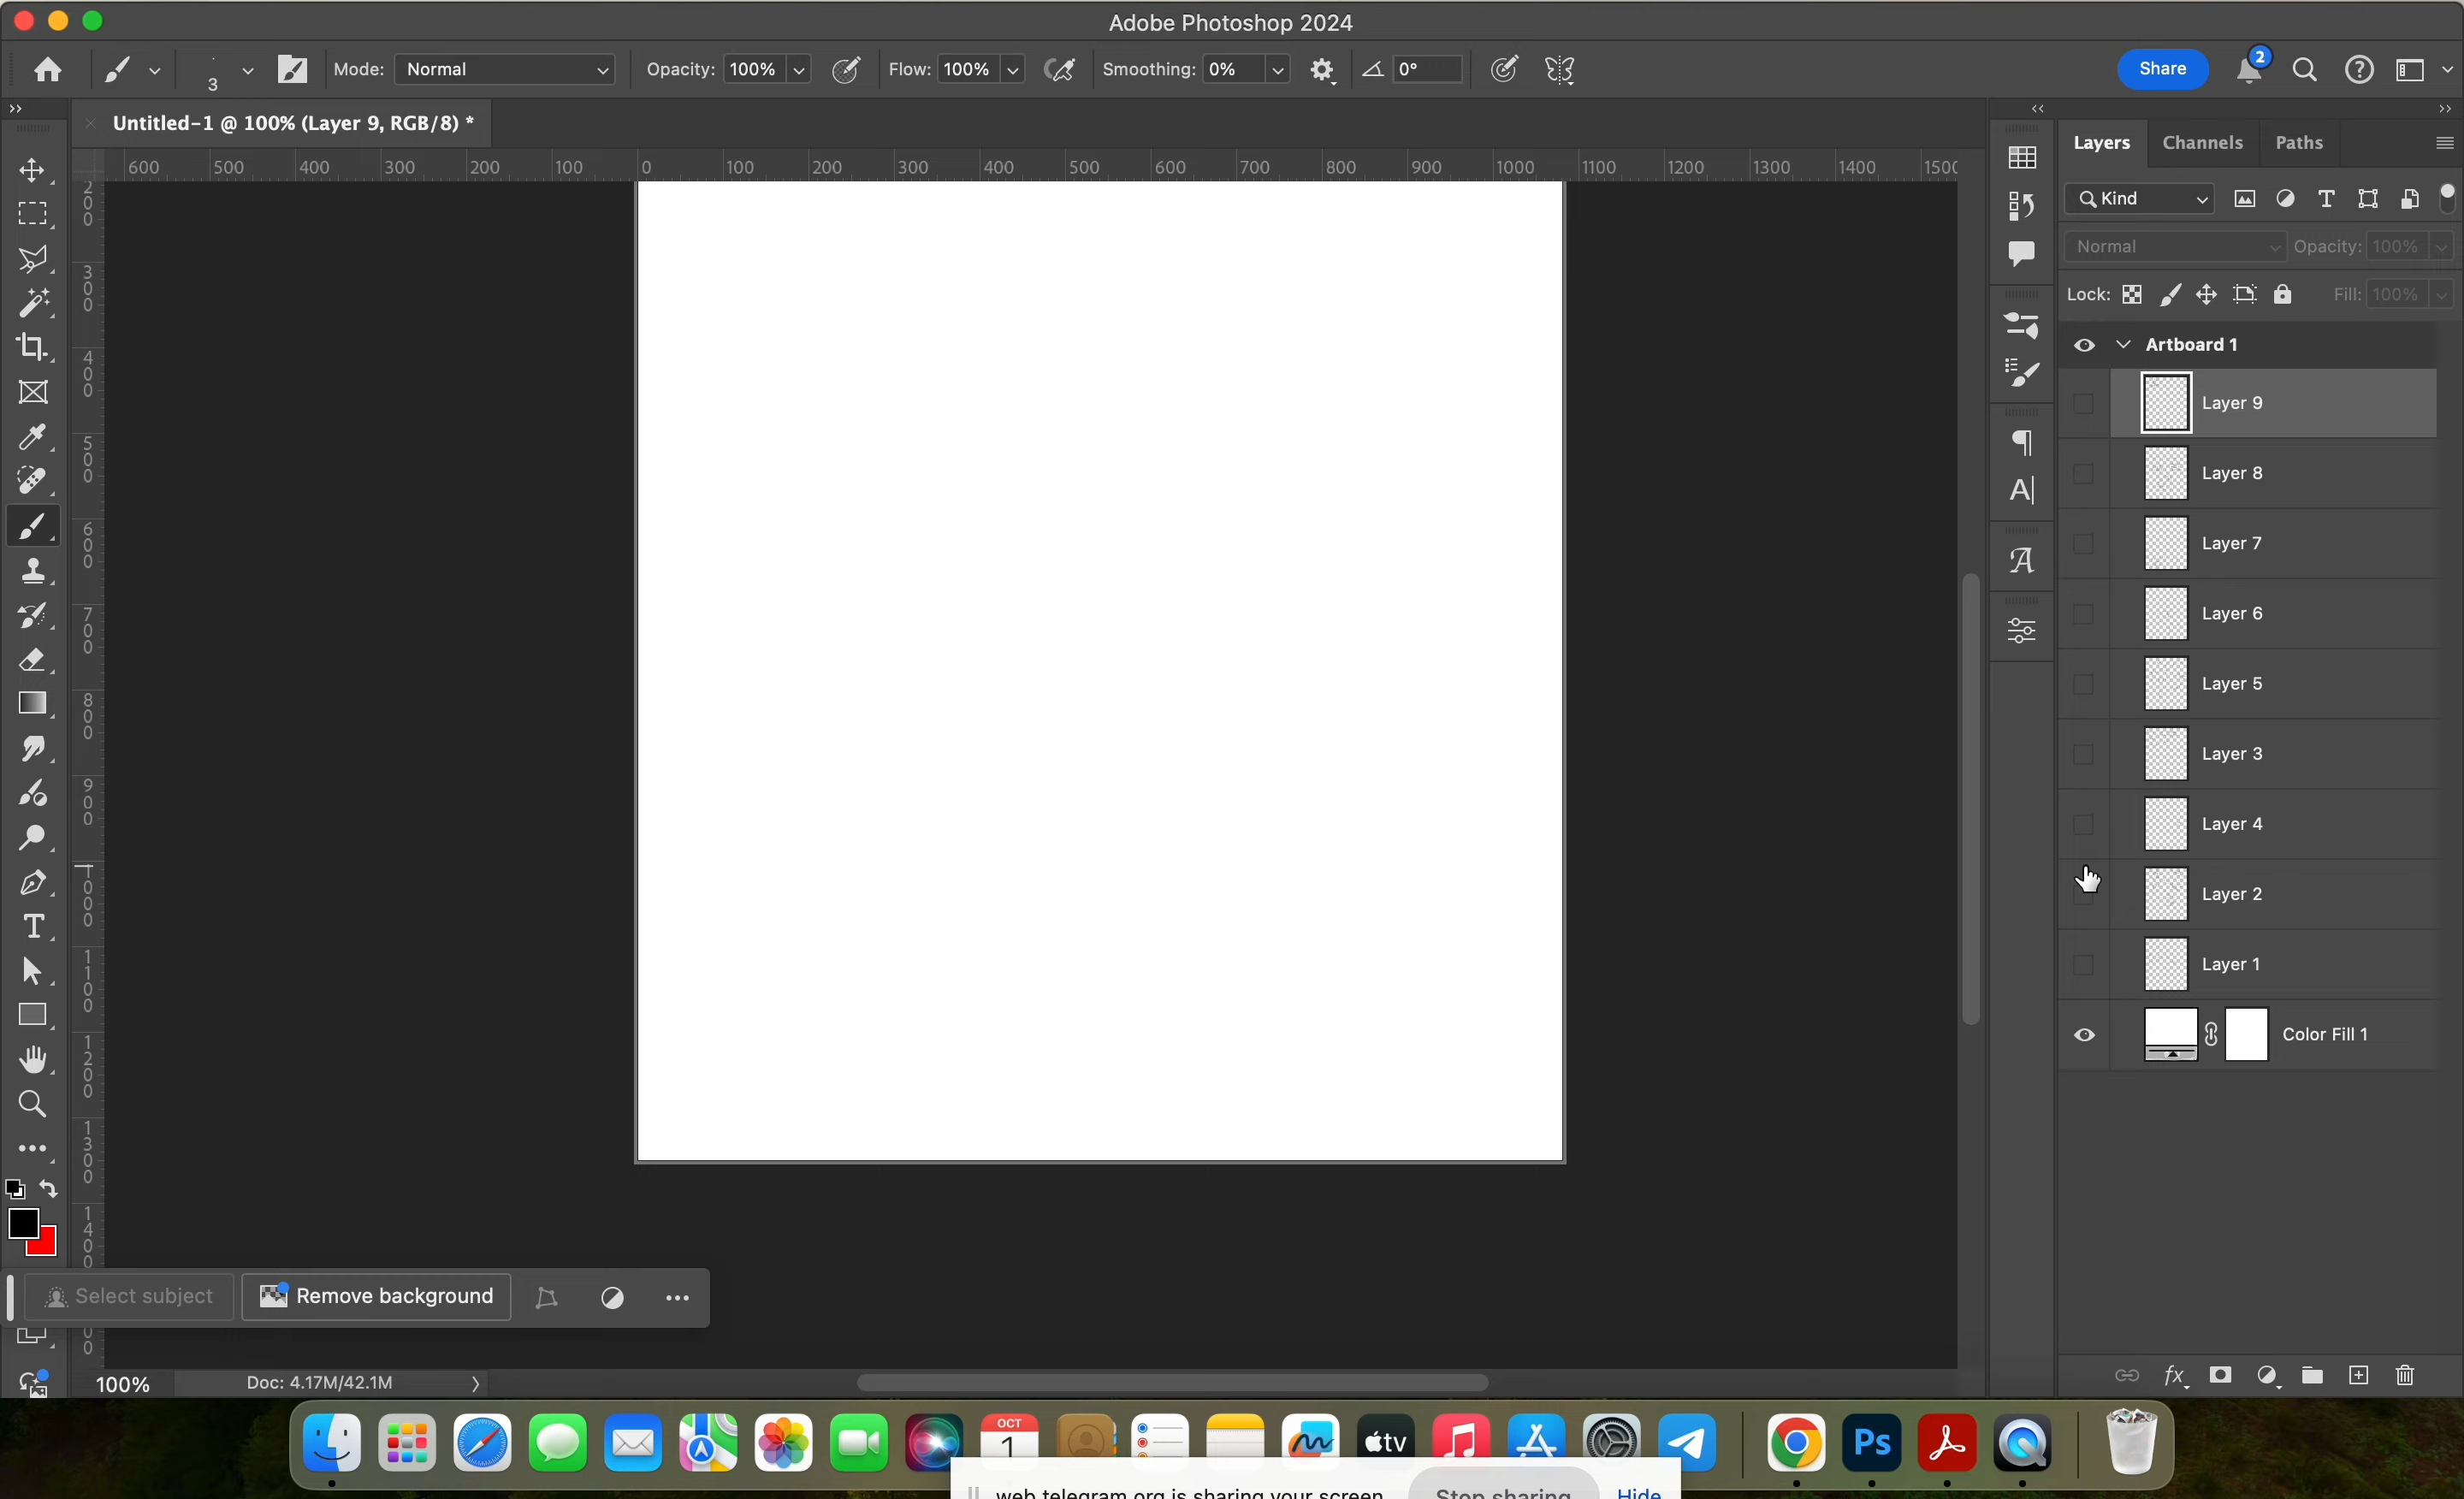 Adobe Photoshop 2024
3
Mode: Normal
Opacity: 100%
Flow: 100%
Smoothing: 0%
0°
Share
2
Untitled-1 @ 100% (Layer 9, RGB/8) *
600 500 400 300 200 100 0 100 200 300 400 500 600 700 800 900 1000 1100 1200 1300 1400
200
300
400
500
600
700
800
900
1000
1100
1200
1300
1400
Layers Channels Paths
Kind
Normal Opacity: 100%
Lock: Fill: 100%
Artboard 1
Layer 9
Layer 8
Layer 7
Layer 6
Layer 5
Layer 3
Layer 4
Layer 2
Layer 1
Color Fill 1
Select subject Remove background
100% Doc: 4.17M/42.1M
fx
OCT
1
tv
Ps
web.telegram.org is sharing your screen. Stop sharing Hide